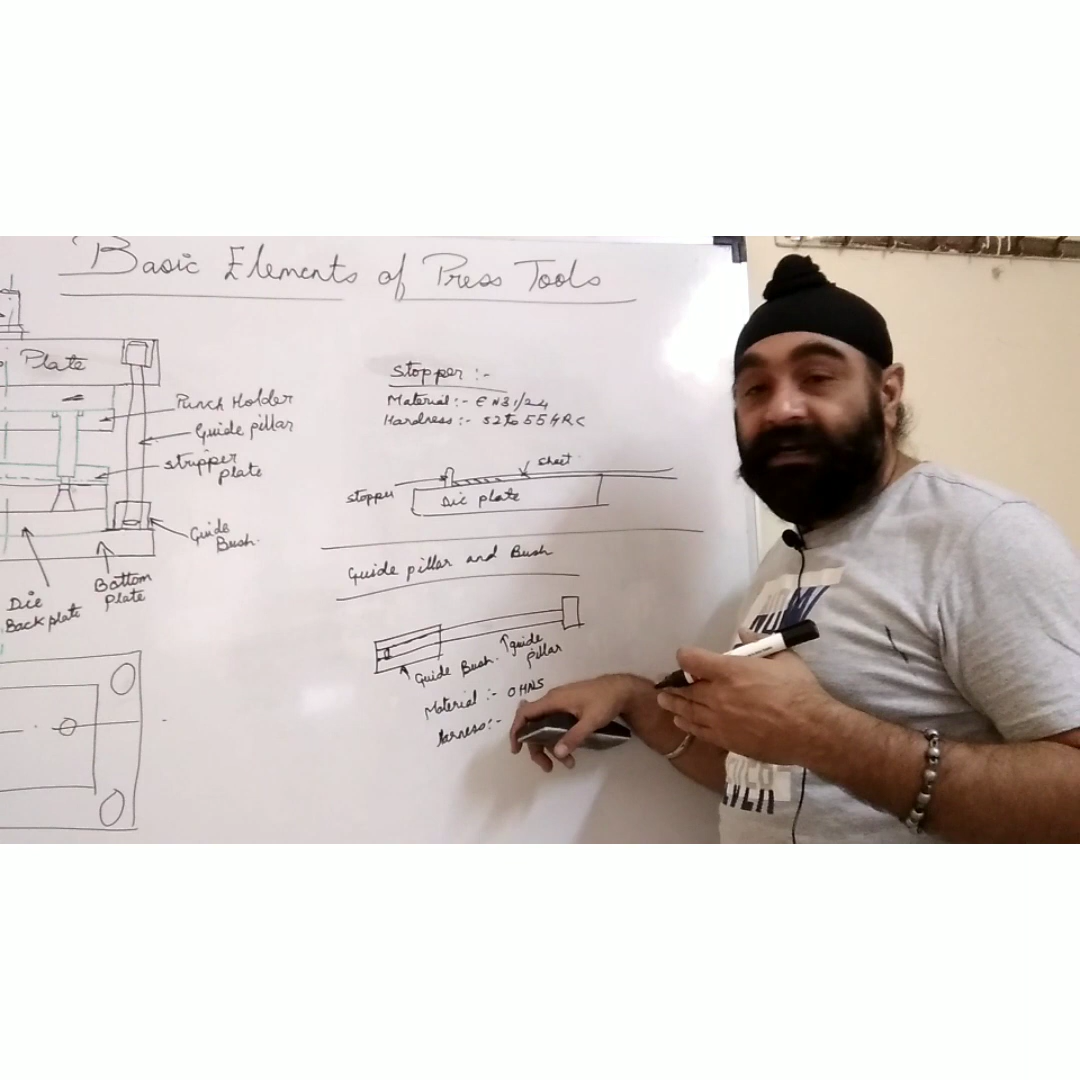 Basic Elements of Press Tools
Plate
Punch Holder
Guide pillar
stripper
plate
Guide
Bush.
Die
Back plate
Bottom
plate
Stopper :-
Material :- EN31/24
Hardness :- 52 to 55 HRC
sheet
stopper
Die plate
Guide pillar and Bush
Guide Bush.
guide
pillar
Material :- OHNS
Harness :-